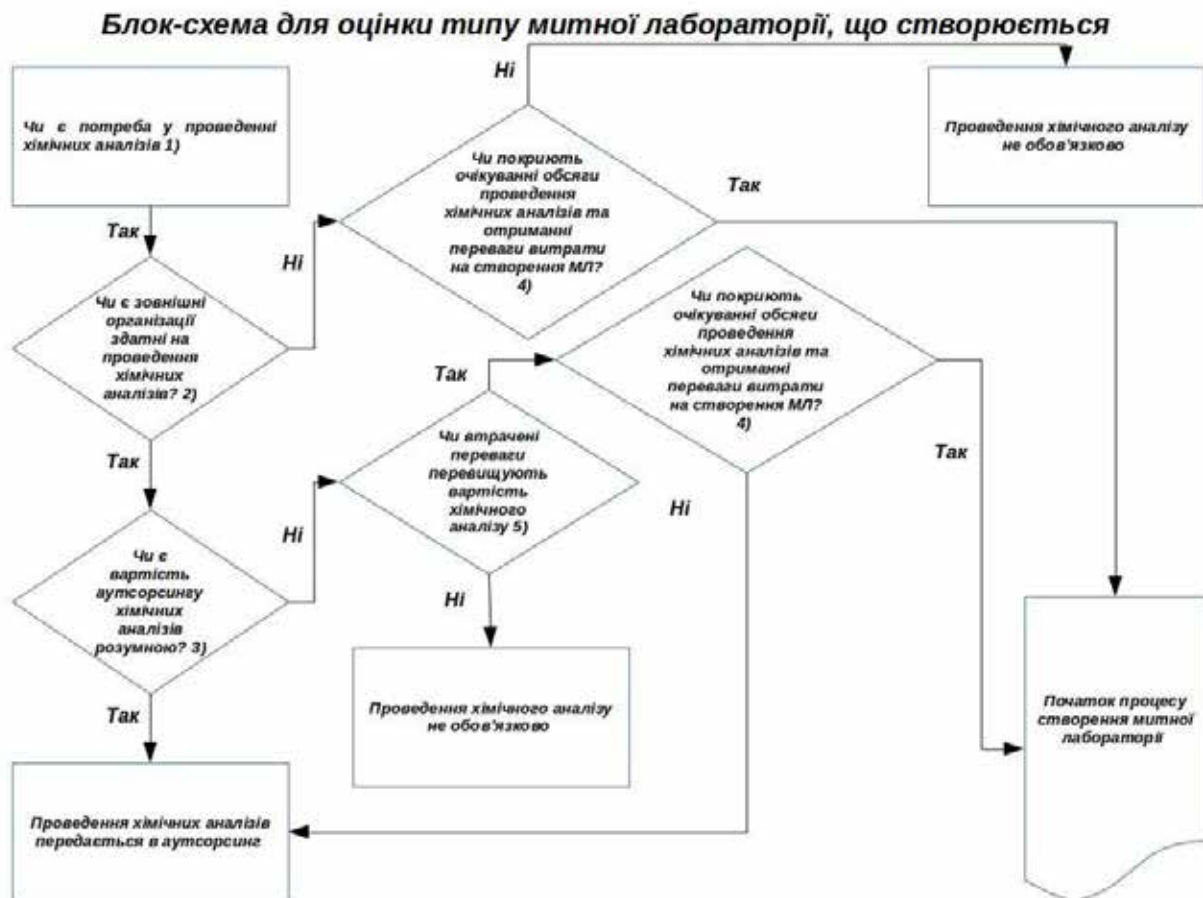 Блок-схема для оцінки типу митної лабораторії, що створюється
Ні
Чи є потреба у проведенні
хімічних аналізів 1)
Проведення хімічного аналізу
не обов'язково
Чи покриють
очікуванні обсяги
проведення
хімічних аналізів та
отриманні
переваги витрати
на створення МЛ?
4)
Так
Так
Ні
Чи є зовнішні
організації
здатні на
проведення
хімічних
аналізів? 2)
Чи покриють
очікуванні обсяги
проведення
хімічних аналізів та
отриманні
переваги витрати
на створення МЛ?
4)
Так
Чи втрачені
переваги
перевищують
вартість
хімічного
аналізу 5)
Так
Так
Ні
Ні
Чи є
вартість
аутсорсингу
хімічних
аналізів
розумною? 3)
Ні
Проведення хімічного аналізу
не обов'язково
Початок процесу
створення митної
лабораторії
Так
Проведення хімічних аналізів
передасться в аутсорсинг